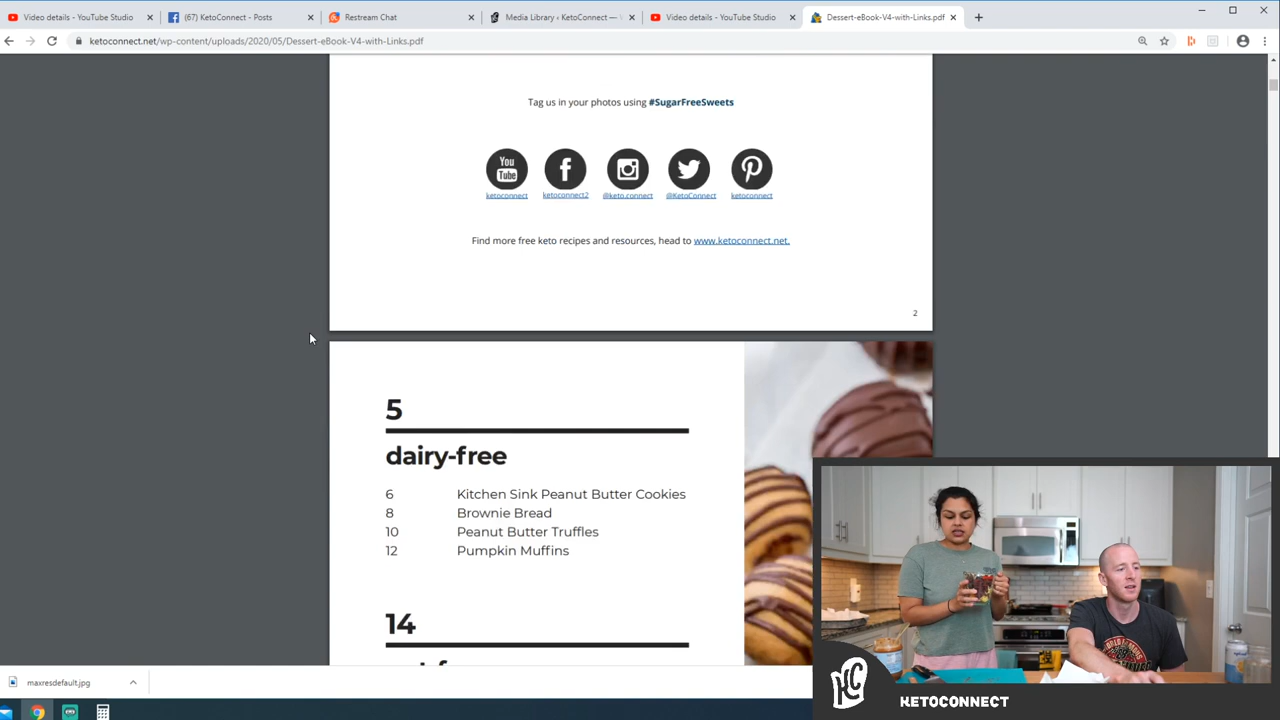 Video details - YouTube Studio
(67) KetoConnect - Posts
Restream Chat
Media Library ‹ KetoConnect —
Video details - YouTube Studio
Dessert-eBook-V4-with-Links.pdf
ketoconnect.net/wp-content/uploads/2020/05/Dessert-eBook-V4-with-Links.pdf
Tag us in your photos using #SugarFreeSweets
You
Tube
ketoconnect
ketoconnect2
@keto.connect
@KetoConnect
ketoconnect
Find more free keto recipes and resources, head to www.ketoconnect.net.
2
5
dairy-free
6 Kitchen Sink Peanut Butter Cookies
8 Brownie Bread
10 Peanut Butter Truffles
12 Pumpkin Muffins
14
maxresdefault.jpg
KC
KETOCONNECT